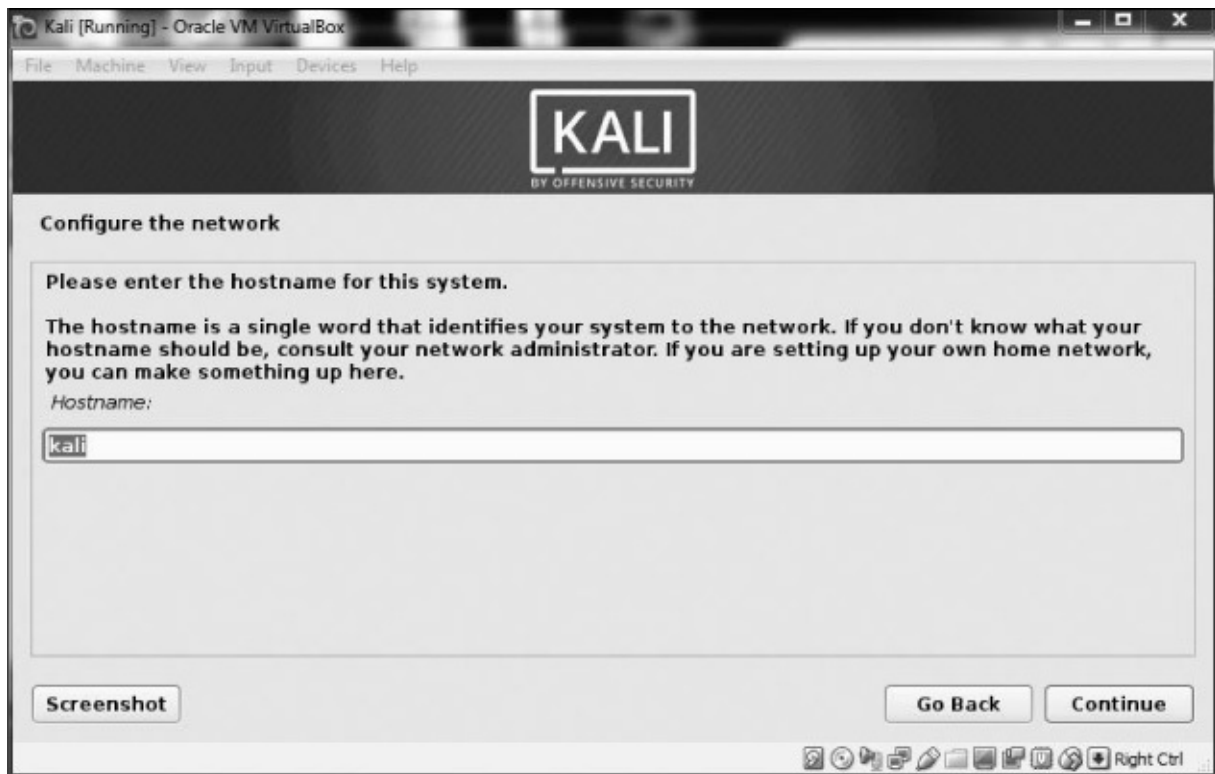 Kali [Running] - Oracle VM VirtualBox
File Machine View Input Devices Help
KALI
BY OFFENSIVE SECURITY
Configure the network
Please enter the hostname for this system.
The hostname is a single word that identifies your system to the network. If you don't know what your
hostname should be, consult your network administrator. If you are setting up your own home network,
you can make something up here.
Hostname:
kali
Screenshot
Go Back
Continue
Right Ctrl